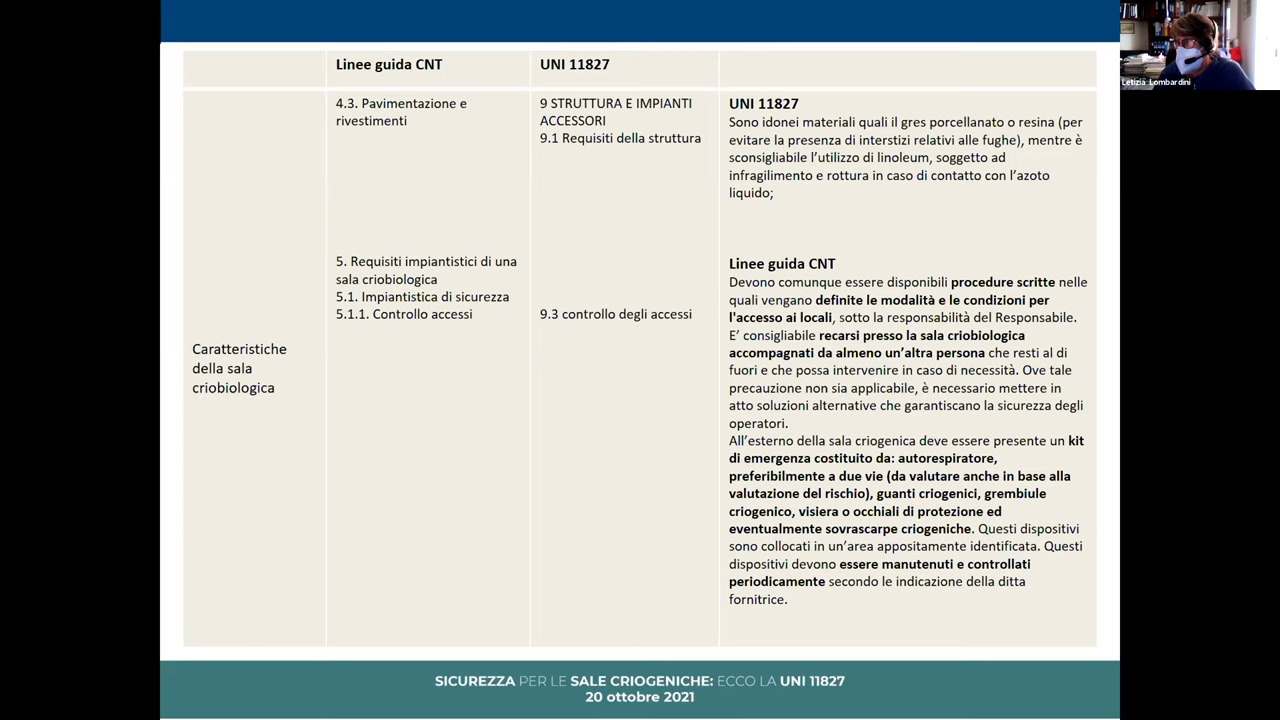 Letizia Lombardini
Linee guida CNT
UNI 11827
4.3. Pavimentazione e
rivestimenti
9 STRUTTURA E IMPIANTI
ACCESSORI
9.1 Requisiti della struttura
UNI 11827
Sono idonei materiali quali il gres porcellanato o resina (per
evitare la presenza di interstizi relativi alle fughe), mentre è
sconsigliabile l’utilizzo di linoleum, soggetto ad
infragilimento e rottura in caso di contatto con l’azoto
liquido;
5. Requisiti impiantistici di una
sala criobiologica
5.1. Impiantistica di sicurezza
5.1.1. Controllo accessi
9.3 controllo degli accessi
Linee guida CNT
Devono comunque essere disponibili procedure scritte nelle
quali vengano definite le modalità e le condizioni per
l'accesso ai locali, sotto la responsabilità del Responsabile.
E’ consigliabile recarsi presso la sala criobiologica
accompagnati da almeno un’altra persona che resti al di
fuori e che possa intervenire in caso di necessità. Ove tale
precauzione non sia applicabile, è necessario mettere in
atto soluzioni alternative che garantiscano la sicurezza degli
operatori.
All’esterno della sala criogenica deve essere presente un kit
di emergenza costituito da: autorespiratore,
preferibilmente a due vie (da valutare anche in base alla
valutazione del rischio), guanti criogenici, grembiule
criogenico, visiera o occhiali di protezione ed
eventualmente sovrascarpe criogeniche. Questi dispositivi
sono collocati in un’area appositamente identificata. Questi
dispositivi devono essere manutenuti e controllati
periodicamente secondo le indicazione della ditta
fornitrice.
Caratteristiche
della sala
criobiologica
SICUREZZA PER LE SALE CRIOGENICHE: ECCO LA UNI 11827
20 ottobre 2021